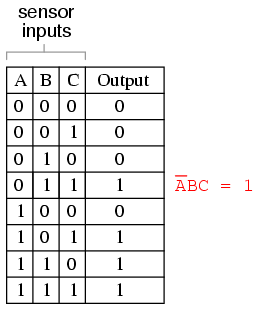 sensor
inputs
A B C Output
0 0 0 0
0 0 1 0
0 1 0 0
0 1 1 1 A̅BC = 1
1 0 0 0
1 0 1 1
1 1 0 1
1 1 1 1